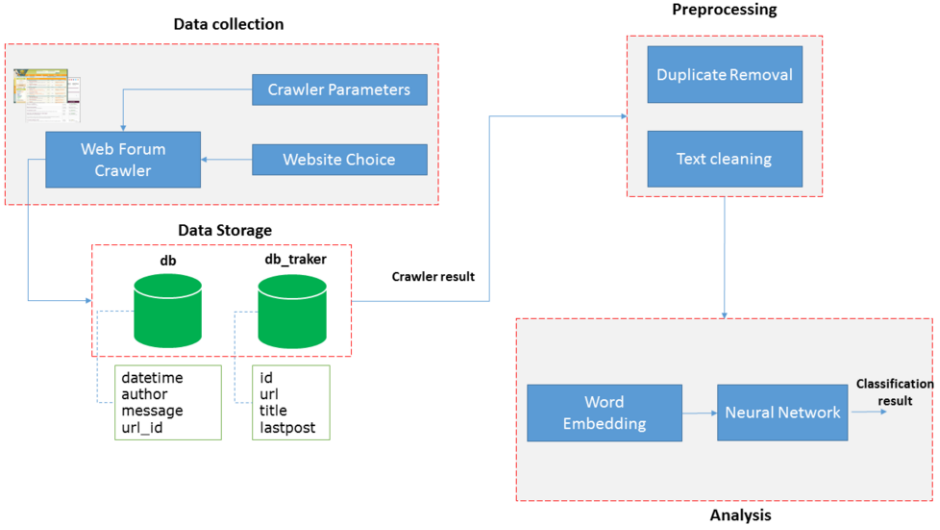 Data collection
Crawler Parameters
Web Forum
Crawler
Website Choice
Data Storage
db
db_traker
datetime
author
message
url_id
id
url
title
lastpost
Crawler result
Preprocessing
Duplicate Removal
Text cleaning
Word
Embedding
Neural Network
Classification
result
Analysis